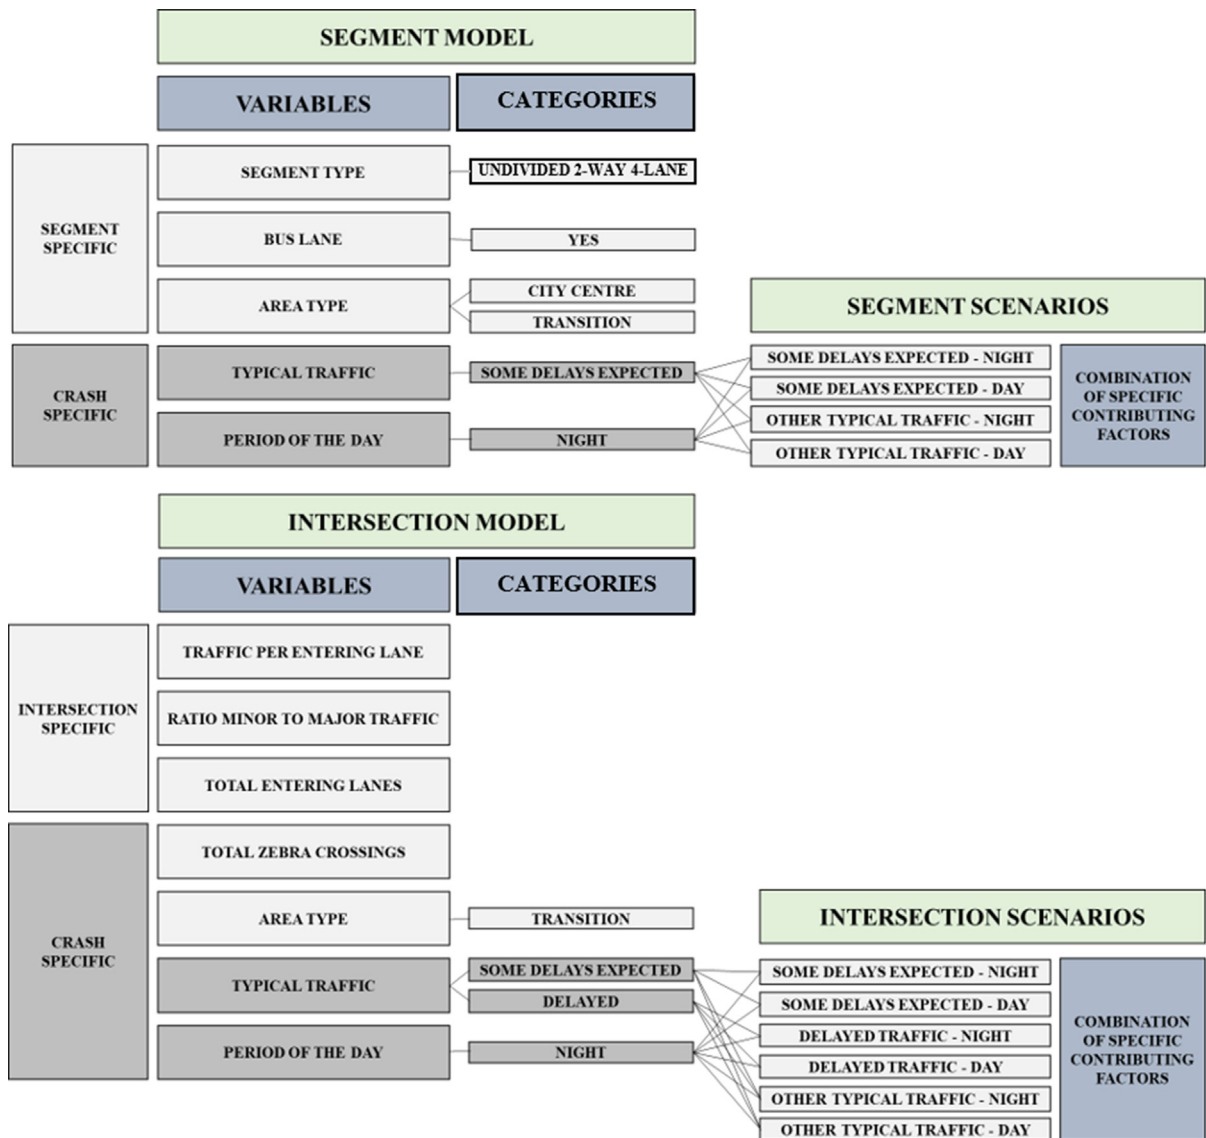 SEGMENT MODEL
VARIABLES
CATEGORIES
SEGMENT
SPECIFIC
SEGMENT TYPE
UNDIVIDED 2-WAY 4-LANE
BUS LANE
YES
AREA TYPE
CITY CENTRE
TRANSITION
CRASH
SPECIFIC
TYPICAL TRAFFIC
SOME DELAYS EXPECTED
PERIOD OF THE DAY
NIGHT
SEGMENT SCENARIOS
SOME DELAYS EXPECTED - NIGHT
SOME DELAYS EXPECTED - DAY
OTHER TYPICAL TRAFFIC - NIGHT
OTHER TYPICAL TRAFFIC - DAY
COMBINATION
OF SPECIFIC
CONTRIBUTING
FACTORS
INTERSECTION MODEL
VARIABLES
CATEGORIES
INTERSECTION
SPECIFIC
TRAFFIC PER ENTERING LANE
RATIO MINOR TO MAJOR TRAFFIC
TOTAL ENTERING LANES
CRASH
SPECIFIC
TOTAL ZEBRA CROSSINGS
AREA TYPE
TRANSITION
TYPICAL TRAFFIC
SOME DELAYS EXPECTED
DELAYED
PERIOD OF THE DAY
NIGHT
INTERSECTION SCENARIOS
SOME DELAYS EXPECTED - NIGHT
SOME DELAYS EXPECTED - DAY
DELAYED TRAFFIC - NIGHT
DELAYED TRAFFIC - DAY
OTHER TYPICAL TRAFFIC - NIGHT
OTHER TYPICAL TRAFFIC - DAY
COMBINATION
OF SPECIFIC
CONTRIBUTING
FACTORS